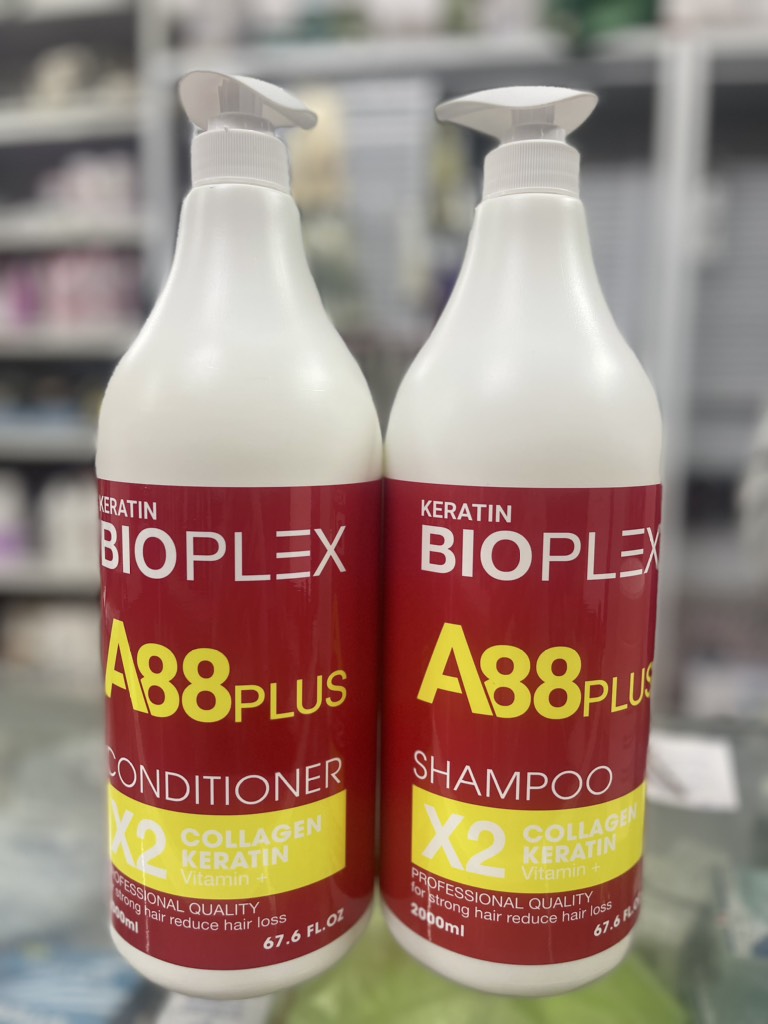 KERATIN
BIOPLEX
A88PLUS
CONDITIONER
X2
COLLAGEN
KERATIN
Vitamin +
PROFESSIONAL QUALITY
strong hair reduce hair loss
67.6 FL.OZ
KERATIN
BIOPLEX
A88PLUS
SHAMPOO
X2
COLLAGEN
KERATIN
Vitamin +
PROFESSIONAL QUALITY
for strong hair reduce hair loss
2000ml
67.6 FL.